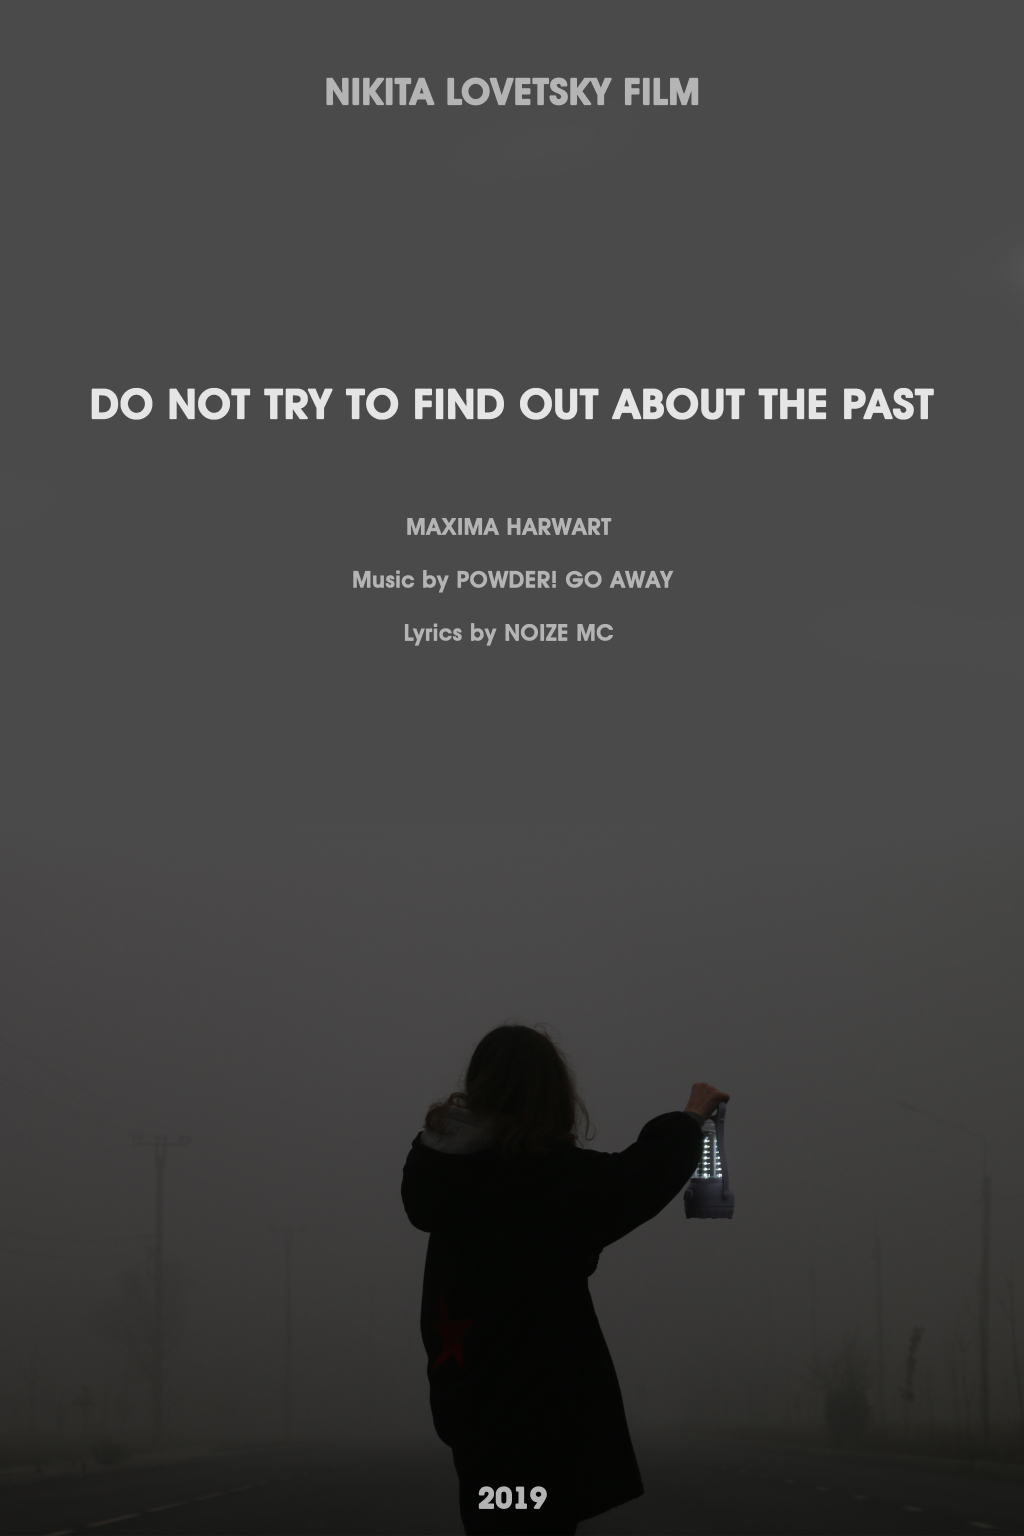 NIKITA LOVETSKY FILM
DO NOT TRY TO FIND OUT ABOUT THE PAST
MAXIMA HARWART
Music by POWDER! GO AWAY
Lyrics by NOIZE MC
2019